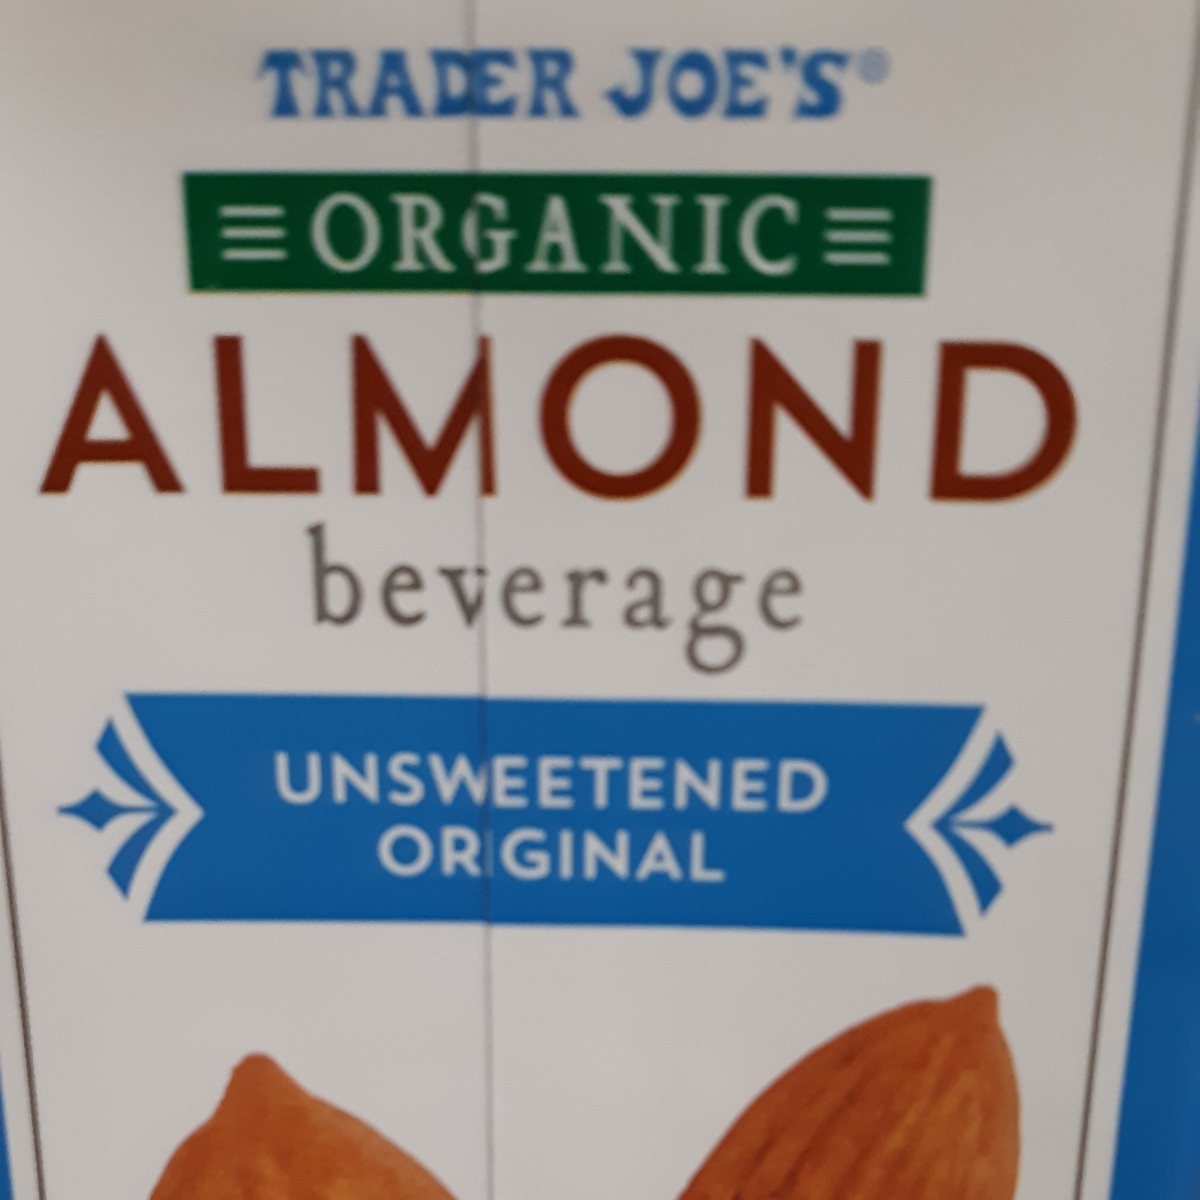 TRADER JOE'S®
ORGANIC
ALMOND
beverage
UNSWEETENED
ORIGINAL